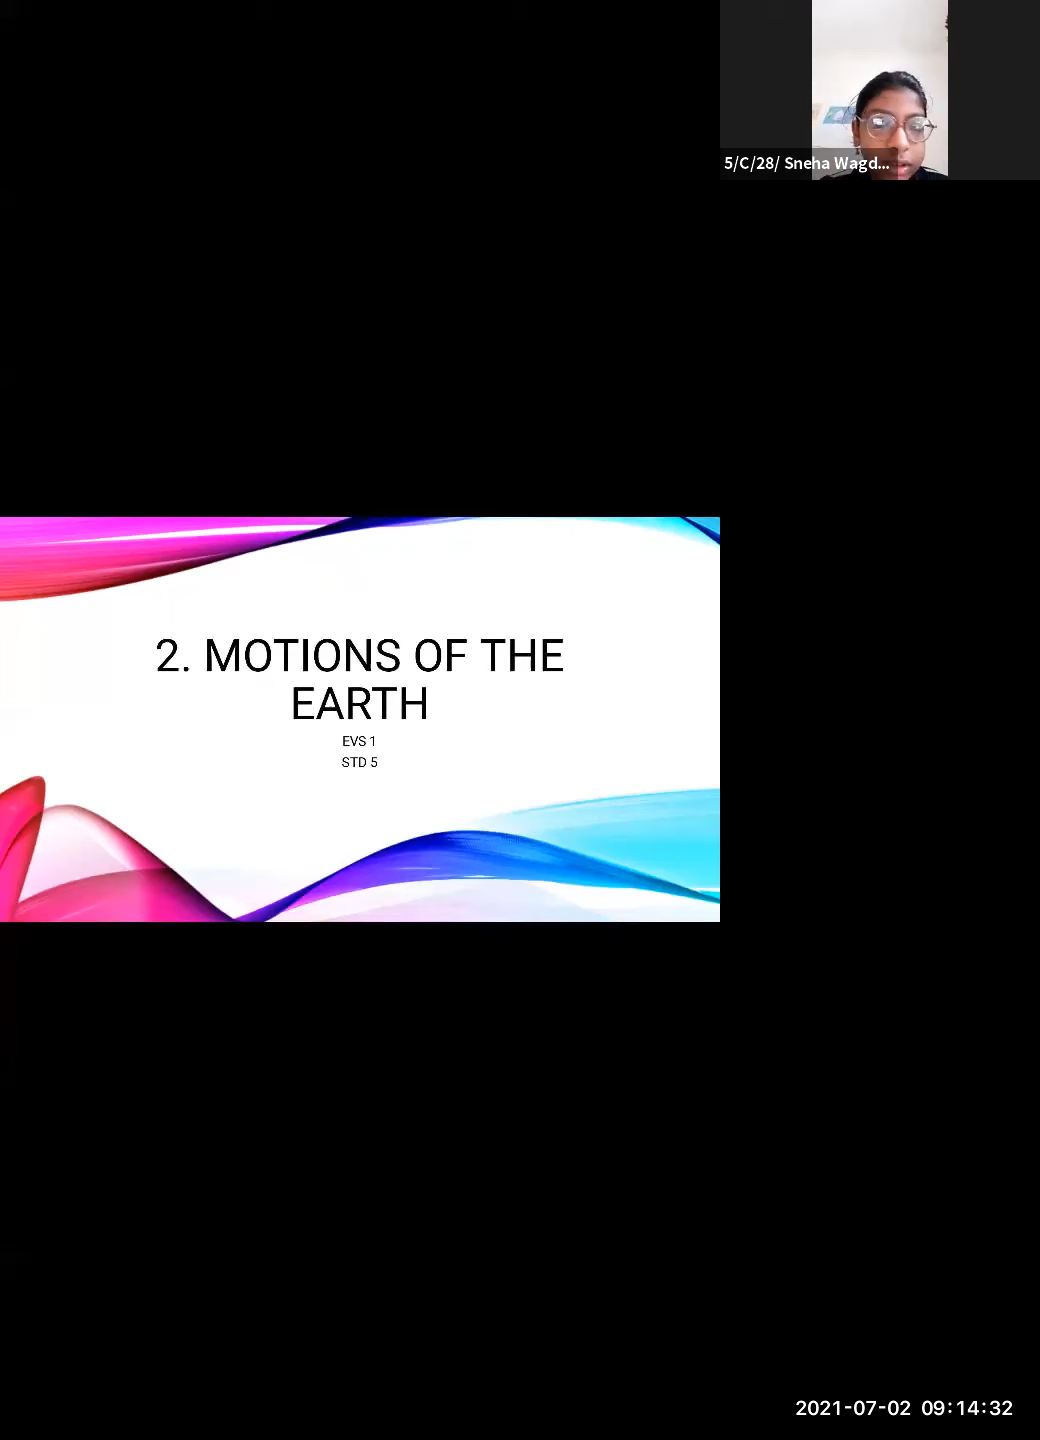 5/C/28/ Sneha Wagd...
2. MOTIONS OF THE
EARTH
EVS 1
STD 5
2021-07-02 09:14:32